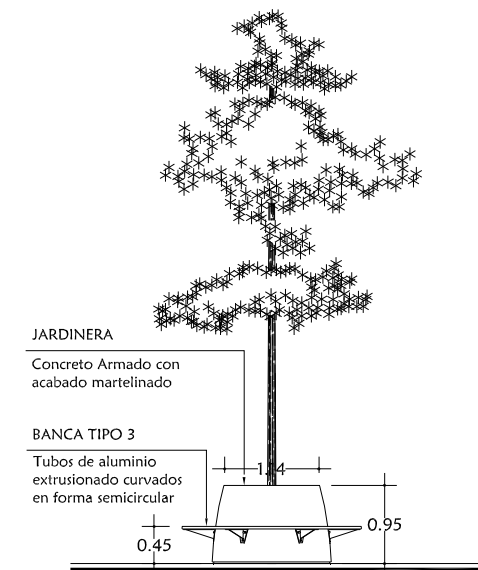 JARDINERA
Concreto Armado con
acabado martelinado
BANCA TIPO 3
Tubos de aluminio
extrusionado curvados
en forma semicircular
1.4
0.95
0.45